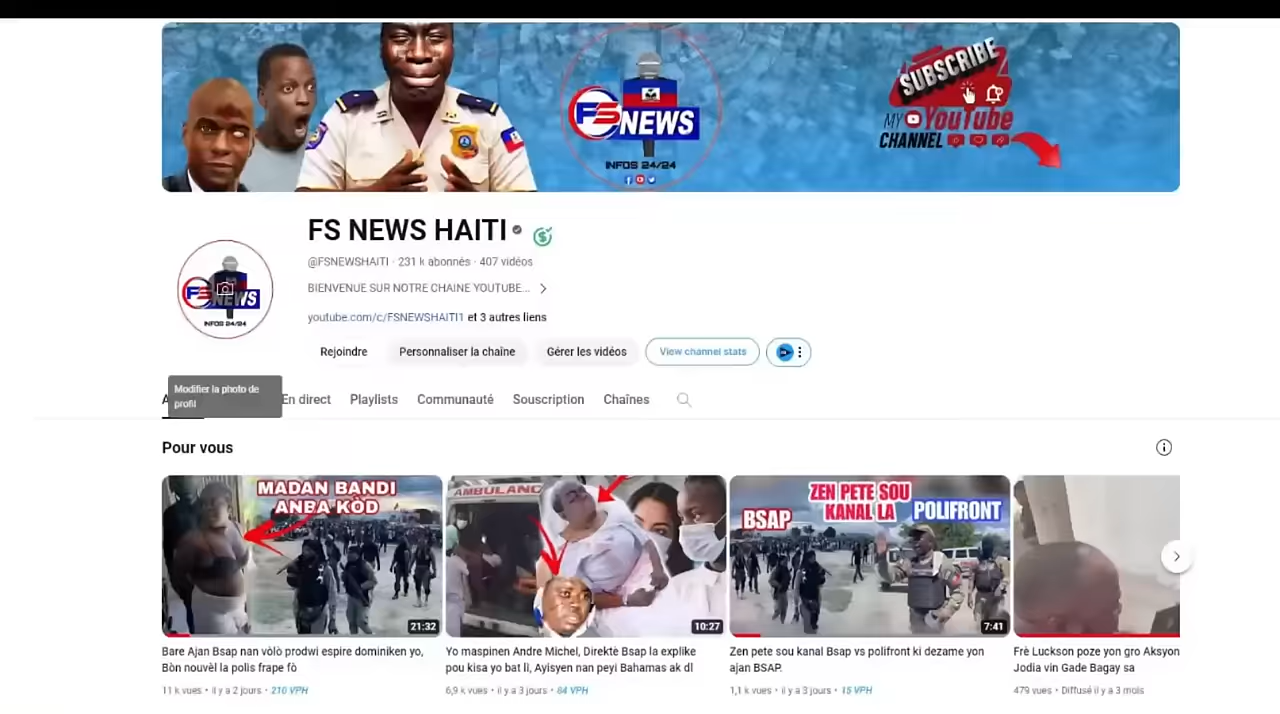 SUBSCRIBE
MY YouTube
CHANNEL
FS NEWS
INFOS 24/24
FS NEWS HAITI
@FSNEWSHAITI · 231 k abonnés · 407 vidéos
BIENVENUE SUR NOTRE CHAINE YOUTUBE...
youtube.com/c/FSNEWSHAITI1 et 3 autres liens
FS NEWS
INFOS 24/24
Rejoindre Personnaliser la chaîne Gérer les vidéos View channel stats
Modifier la photo de
profil
A En direct Playlists Communauté Souscription Chaînes
Pour vous
MADAN BANDI
ANBA KÒD
21:32
AMBULANC
10:27
ZEN PETE SOU
KANAL LA
BSAP
POLIFRONT
7:41
Bare Ajan Bsap nan vòlò prodwi espire dominiken yo,
Bòn nouvèl la polis frape fò
11 k vues • il y a 2 jours • 210 VPH
Yo maspinen Andre Michel, Direktè Bsap la eksplike
pou kisa yo bat li, Ayisyen nan peyi Bahamas ak dl
6,9 k vues • il y a 3 jours • 84 VPH
Zen pete sou kanal Bsap vs polifront ki dezame yon
ajan BSAP.
1,1 k vues • il y a 3 jours • 15 VPH
Frè Luckson poze yon gro Aksyon
Jodia vin Gade Bagay sa
479 vues • Diffusé il y a 3 mois